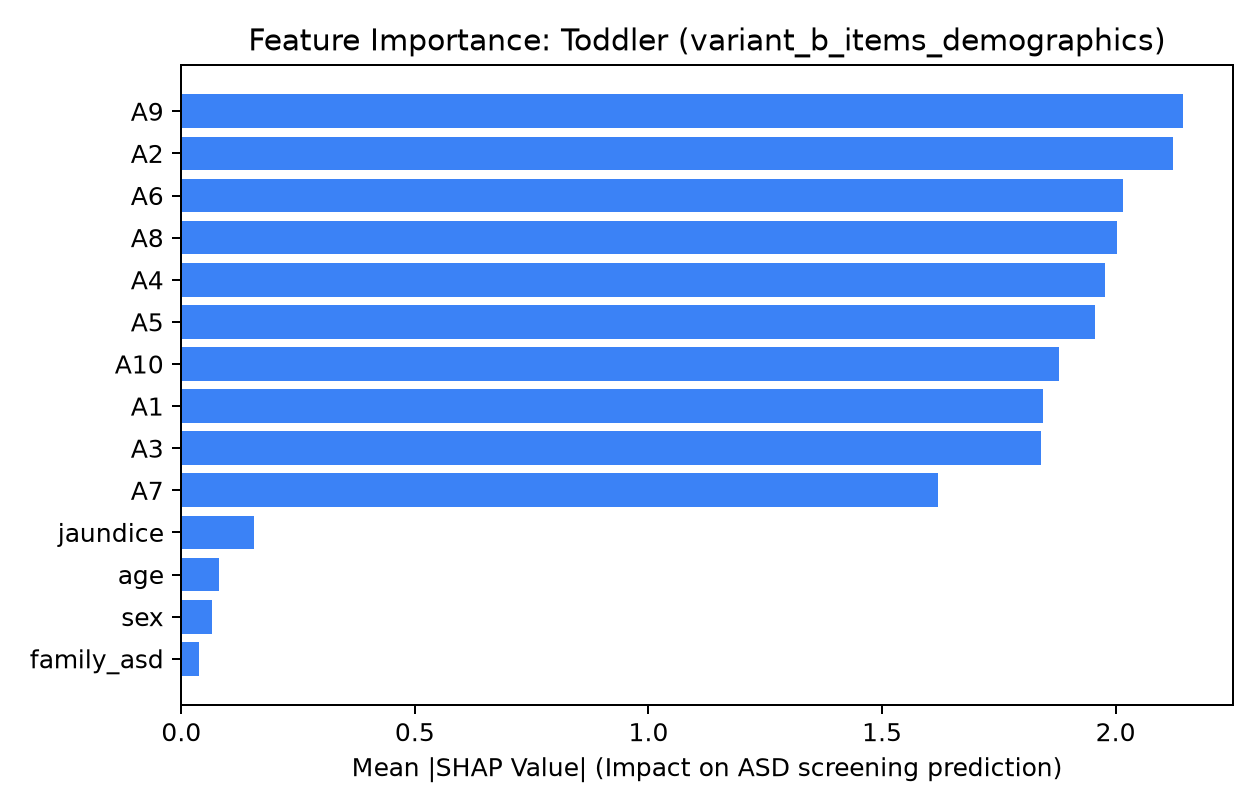 Feature Importance: Toddler (variant_b_items_demographics)
A9
A2
A6
A8
A4
A5
A10
A1
A3
A7
jaundice
age
sex
family_asd
0.0 0.5 1.0 1.5 2.0
Mean |SHAP Value| (Impact on ASD screening prediction)